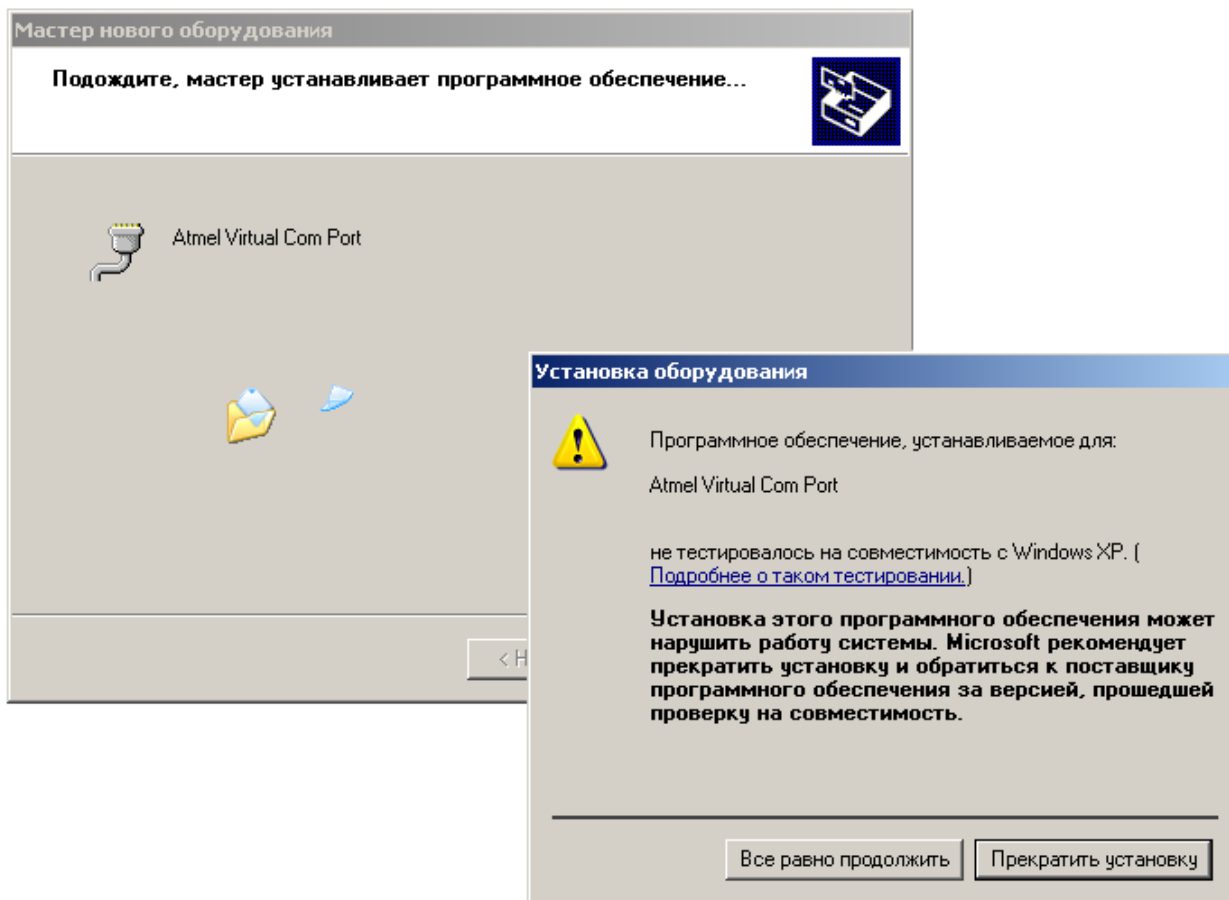 Мастер нового оборудования
Подождите, мастер устанавливает программное обеспечение...
Atmel Virtual Com Port
< Н
Установка оборудования
Программное обеспечение, устанавливаемое для:
Atmel Virtual Com Port
не тестировалось на совместимость с Windows XP. (
Подробнее о таком тестировании.)
Установка этого программного обеспечения может
нарушить работу системы. Microsoft рекомендует
прекратить установку и обратиться к поставщику
программного обеспечения за версией, прошедшей
проверку на совместимость.
Все равно продолжить
Прекратить установку